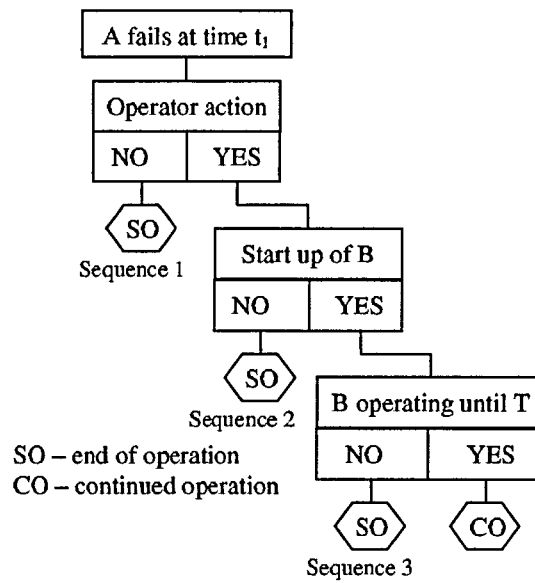 A fails at time t₁
Operator action
NO YES
SO
Sequence 1
Start up of B
NO YES
SO
Sequence 2
B operating until T
NO YES
SO CO
Sequence 3
SO – end of operation
CO – continued operation